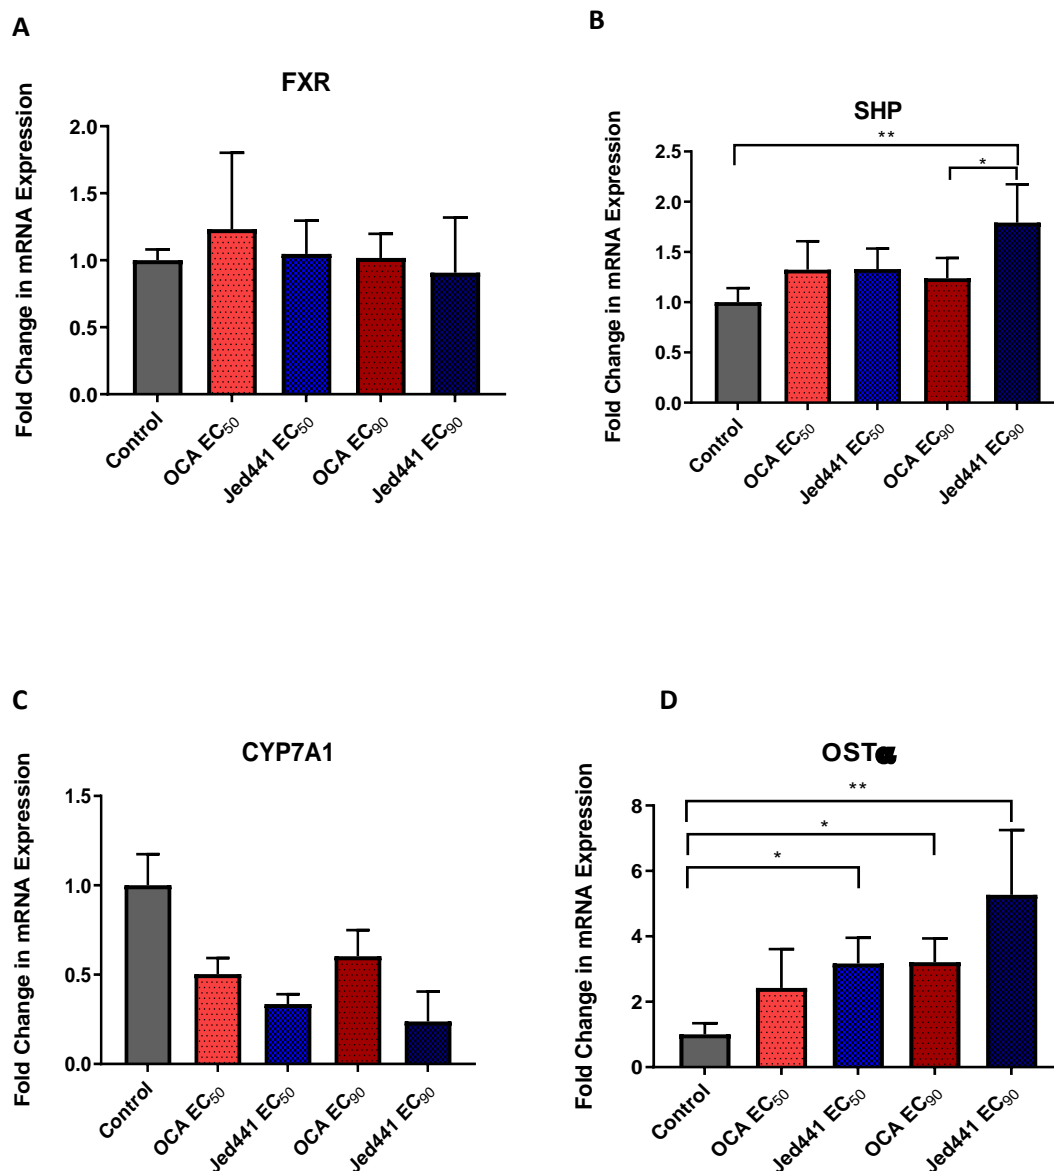 A
FXR
Fold Change in mRNA Expression
2.0
1.5
1.0
0.5
0.0
Control
OCA EC₅₀
Jed441 EC₅₀
OCA EC₉₀
Jed441 EC₉₀
B
SHP
Fold Change in mRNA Expression
**
*
2.5
2.0
1.5
1.0
0.5
0.0
Control
OCA EC₅₀
Jed441 EC₅₀
OCA EC₉₀
Jed441 EC₉₀
C
CYP7A1
Fold Change in mRNA Expression
1.5
1.0
0.5
0.0
Control
OCA EC₅₀
Jed441 EC₅₀
OCA EC₉₀
Jed441 EC₉₀
D
OSTα
Fold Change in mRNA Expression
**
*
*
8
6
4
2
0
Control
OCA EC₅₀
Jed441 EC₅₀
OCA EC₉₀
Jed441 EC₉₀